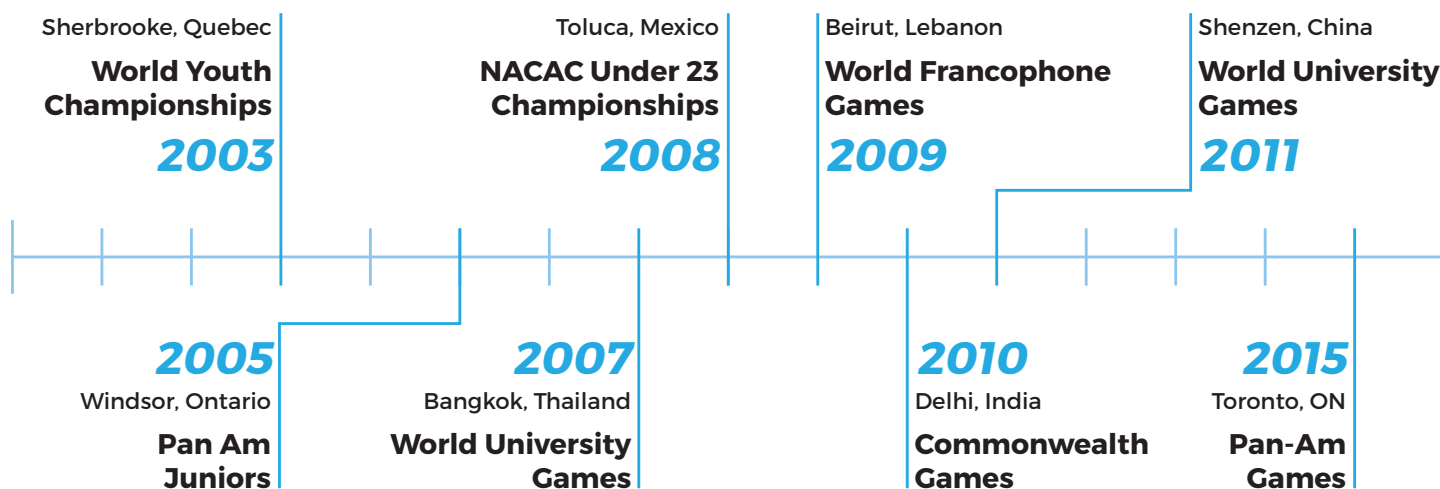 Sherbrooke, Quebec
World Youth
Championships
2003
Toluca, Mexico
NACAC Under 23
Championships
2008
Beirut, Lebanon
World Francophone
Games
2009
Shenzen, China
World University
Games
2011
2005
Windsor, Ontario
Pan Am
Juniors
2007
Bangkok, Thailand
World University
Games
2010
Delhi, India
Commonwealth
Games
2015
Toronto, ON
Pan-Am
Games